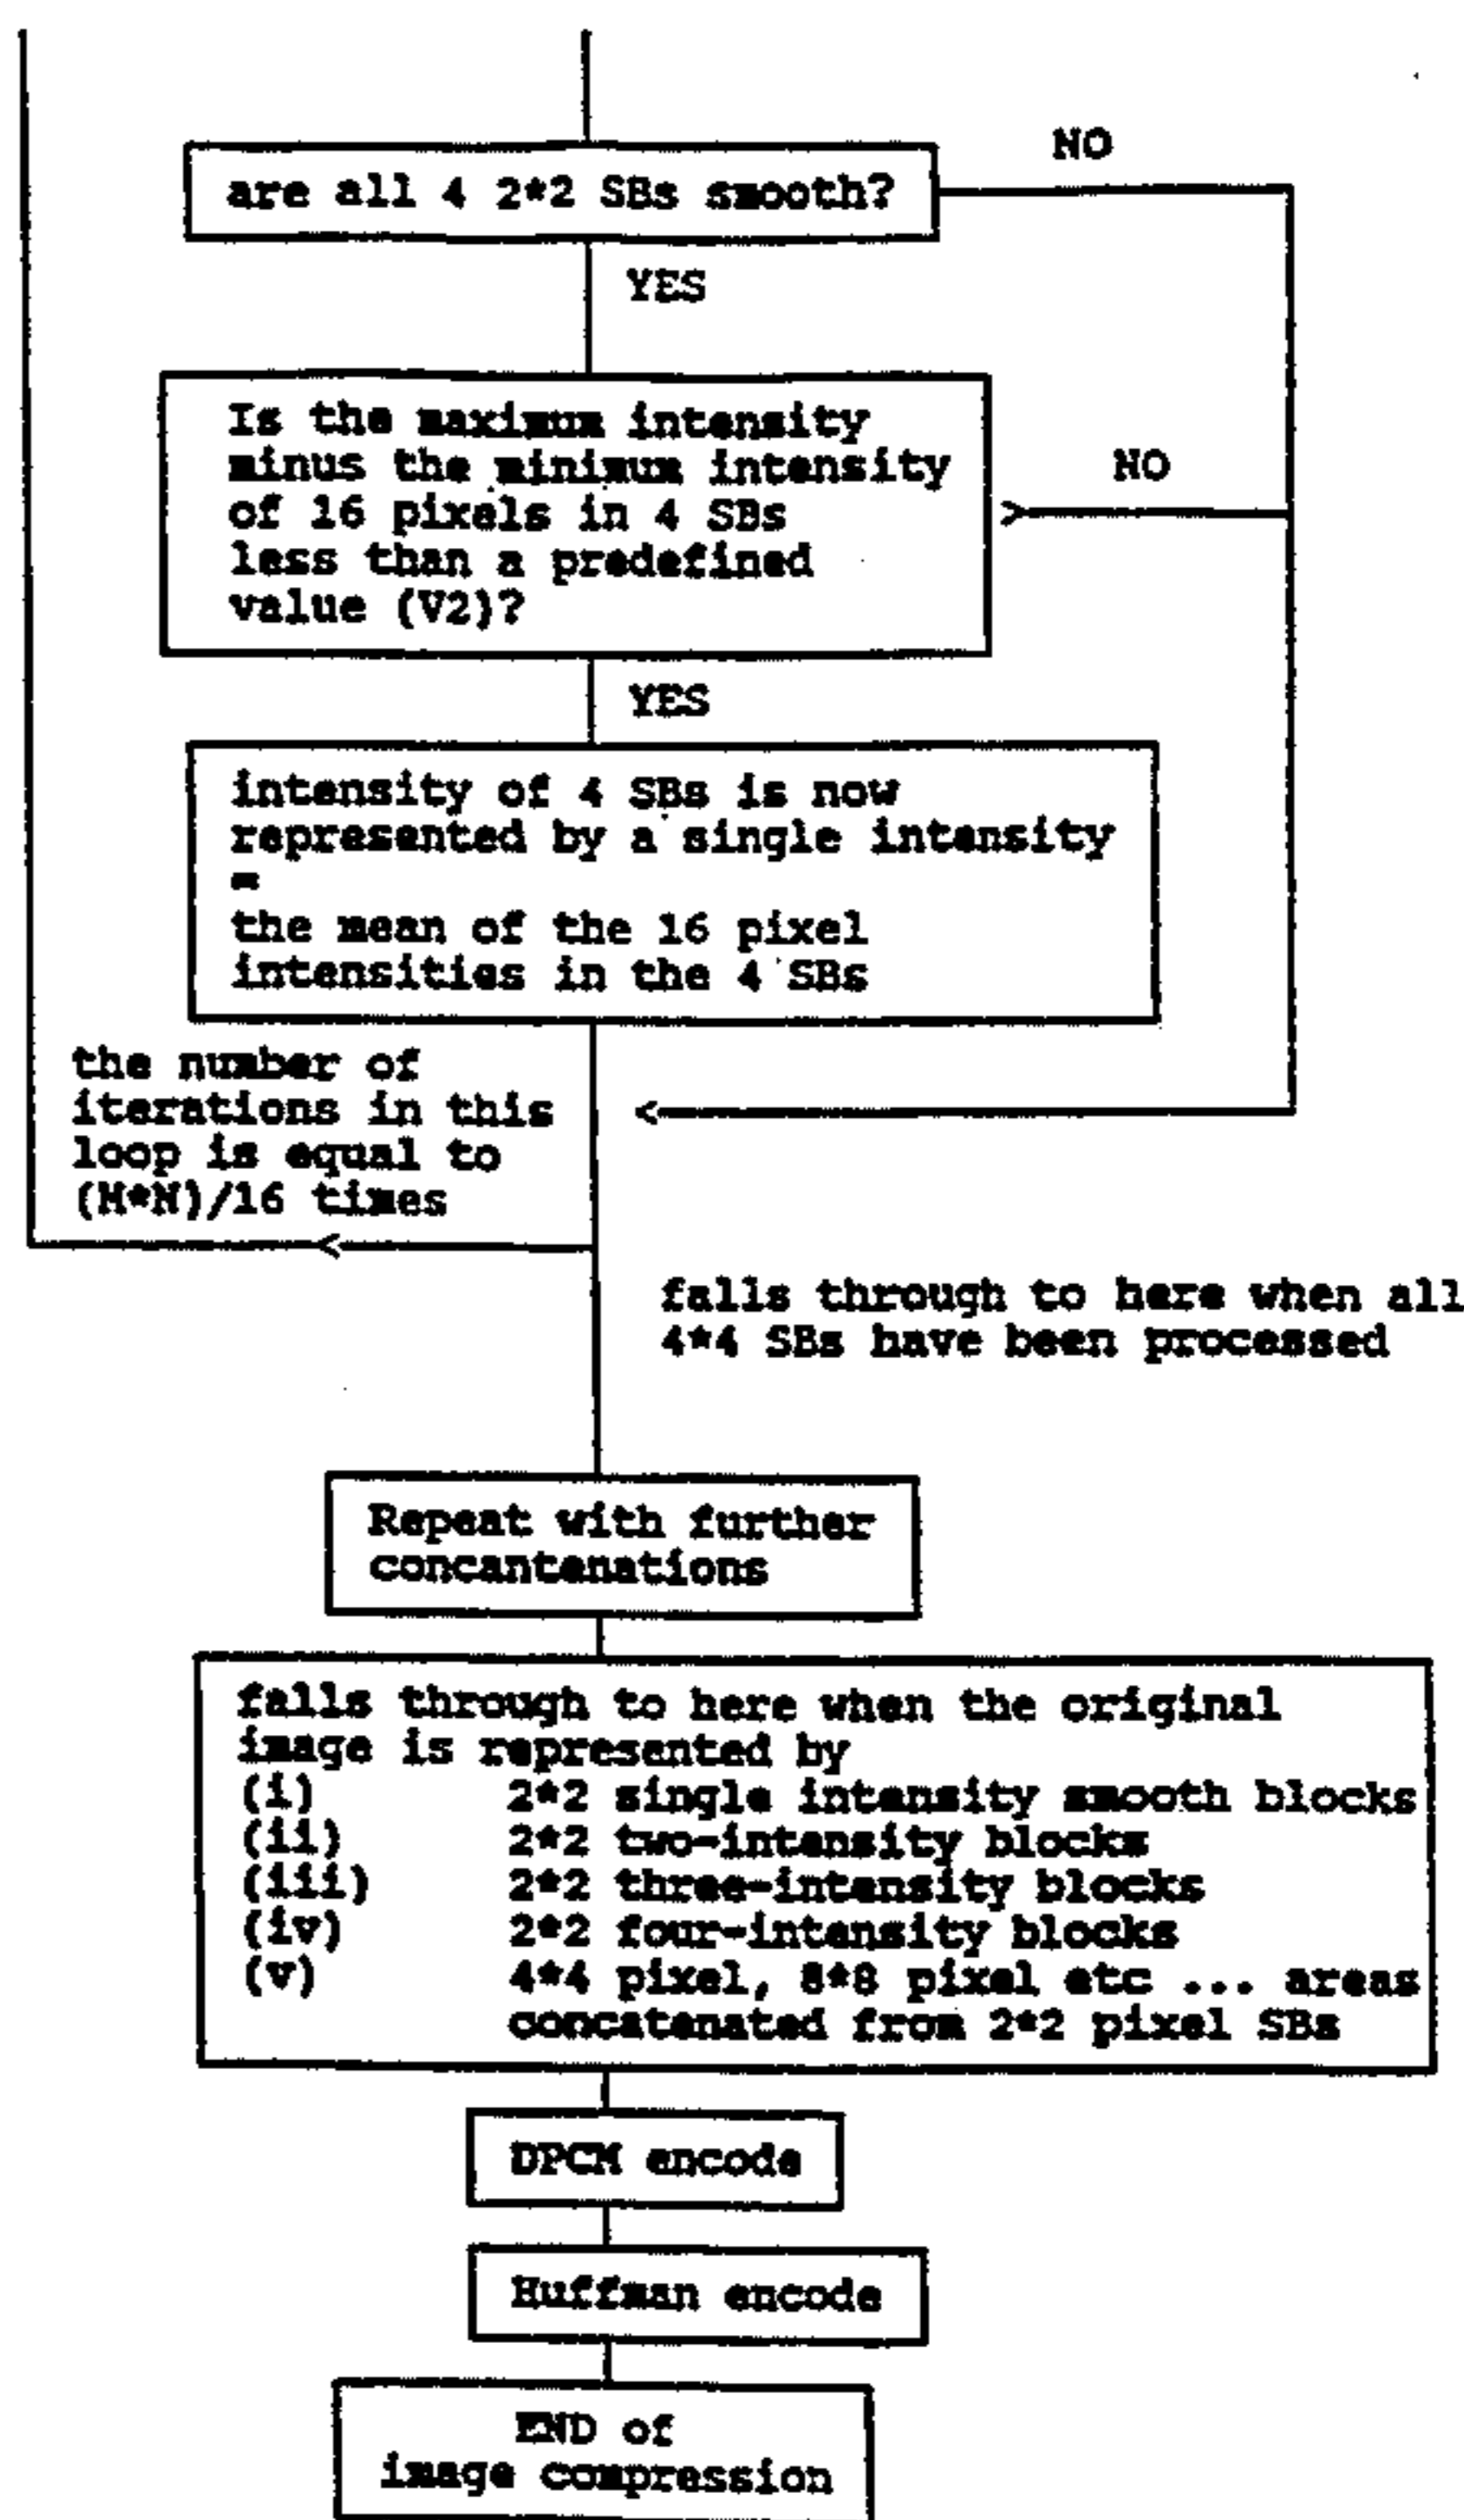 NO
are all 4 2*2 SBs smooth?
YES
Is the maximum intensity
minus the minimum intensity
of 16 pixels in 4 SBs
less than a predefined
value (V2)?
NO
YES
intensity of 4 SBs is now
represented by a single intensity
=
the mean of the 16 pixel
intensities in the 4 SBs
the number of
iterations in this
loop is equal to
(M*N)/16 times
falls through to here when all
4*4 SBs have been processed
Repeat with further
concantenations
falls through to here when the original
image is represented by
(i) 2*2 single intensity smooth blocks
(ii) 2*2 two-intensity blocks
(iii) 2*2 three-intensity blocks
(iv) 2*2 four-intensity blocks
(v) 4*4 pixel, 8*8 pixel etc ... areas
concatenated from 2*2 pixel SBs
DPCM encode
Huffman encode
END of
image compression